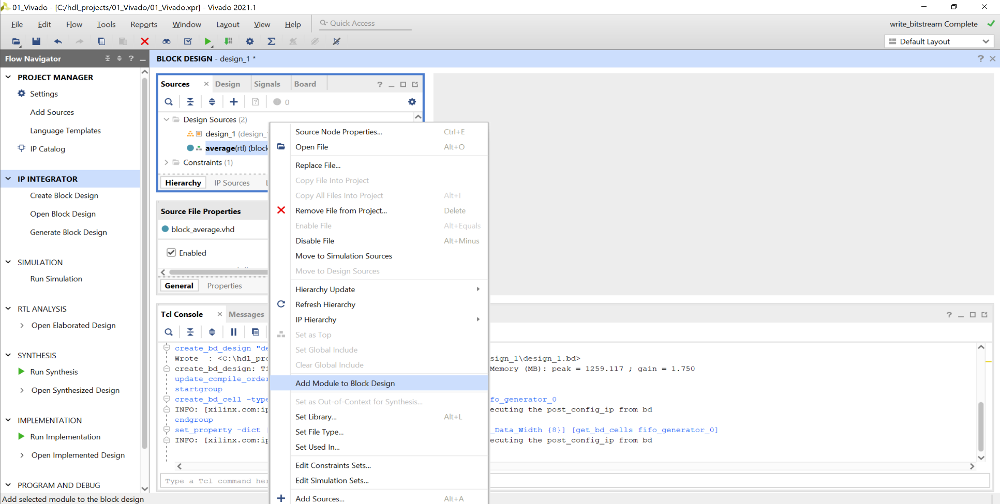 01_Vivado - [C:/hdl_projects/01_Vivado/01_Vivado.xpr] - Vivado 2021.1
File Edit Flow Tools Reports Window Layout View Help Quick Access
write_bitstream Complete
Default Layout
Flow Navigator
BLOCK DESIGN - design_1 *
PROJECT MANAGER
Settings
Add Sources
Language Templates
IP Catalog
IP INTEGRATOR
Create Block Design
Open Block Design
Generate Block Design
SIMULATION
Run Simulation
RTL ANALYSIS
Open Elaborated Design
SYNTHESIS
Run Synthesis
Open Synthesized Design
IMPLEMENTATION
Run Implementation
Open Implemented Design
PROGRAM AND DEBUG
Add selected module to the block design
Sources Design Signals Board
0
Design Sources (2)
design_1 (design_
average(rtl) (block
Constraints (1)
Hierarchy IP Sources
Source File Properties
block_average.vhd
Enabled
General Properties
Source Node Properties... Ctrl+E
Open File Alt+O
Replace File...
Copy File Into Project
Copy All Files Into Project Alt+I
Remove File from Project... Delete
Enable File Alt+Equals
Disable File Alt+Minus
Move to Simulation Sources
Move to Design Sources
Hierarchy Update
Refresh Hierarchy
IP Hierarchy
Set as Top
Set Global Include
Clear Global Include
Add Module to Block Design
Set as Out-of-Context for Synthesis...
Set Library... Alt+L
Set File Type...
Set Used In...
Edit Constraints Sets...
Edit Simulation Sets...
Add Sources... Alt+A
Tcl Console Messages
create_bd_design "de
Wrote : <C:\hdl_pro sign_1\design_1.bd>
create_bd_design: Ti Memory (MB): peak = 1259.117 ; gain = 1.750
update_compile_order
startgroup
create_bd_cell -type fo_generator_0
INFO: [xilinx.com:ip ecuting the post_config_ip from bd
endgroup
set_property -dict _Data_Width {8}] [get_bd_cells fifo_generator_0]
INFO: [xilinx.com:ip ecuting the post_config_ip from bd
Type a Tcl command her